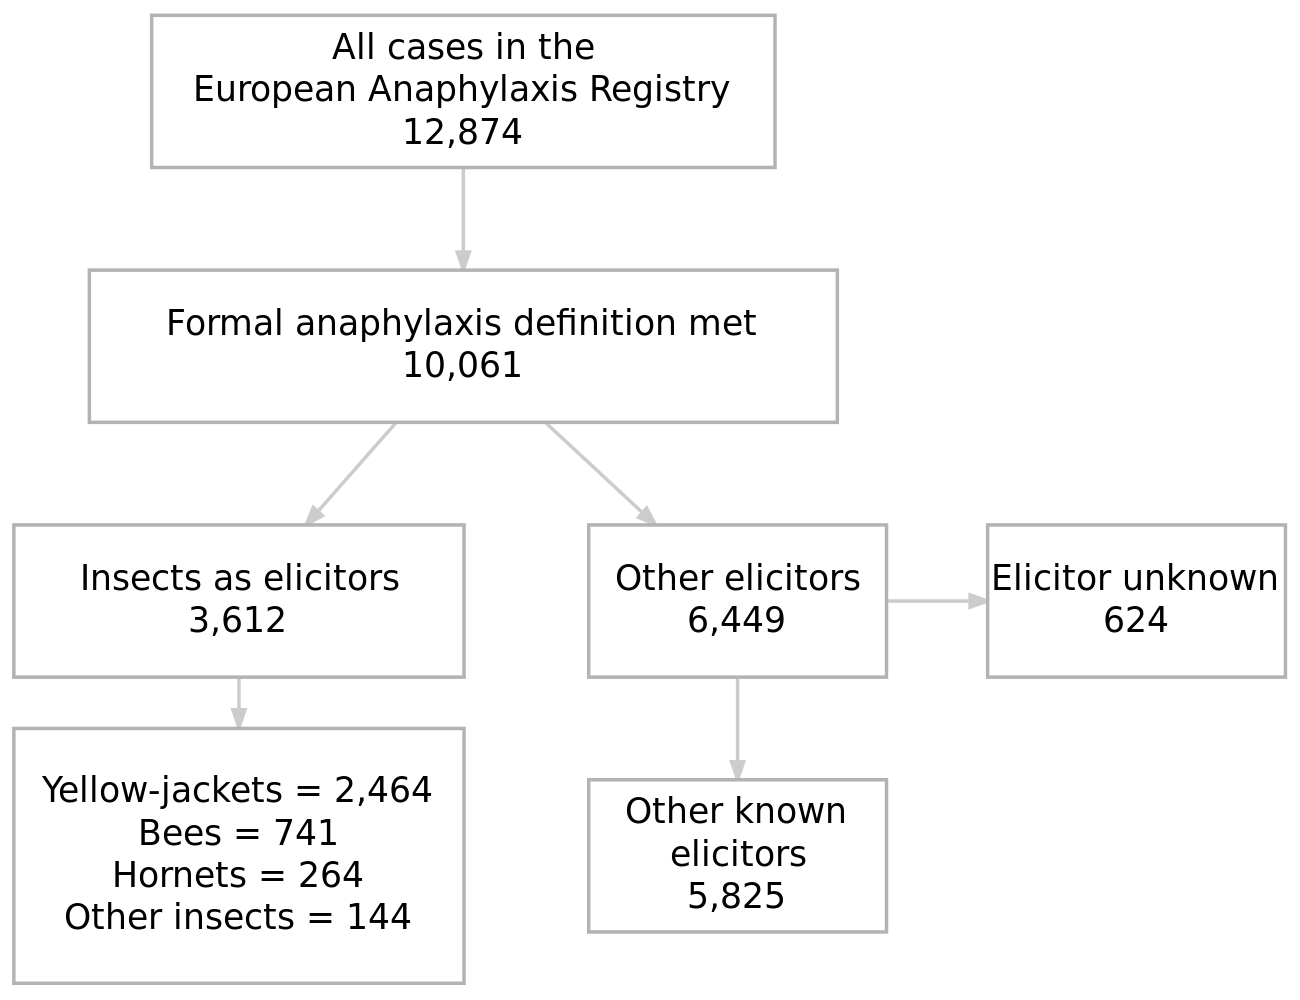 All cases in the
European Anaphylaxis Registry
12,874
Formal anaphylaxis definition met
10,061
Insects as elicitors
3,612
Other elicitors
6,449
Elicitor unknown
624
Yellow-jackets = 2,464
Bees = 741
Hornets = 264
Other insects = 144
Other known
elicitors
5,825